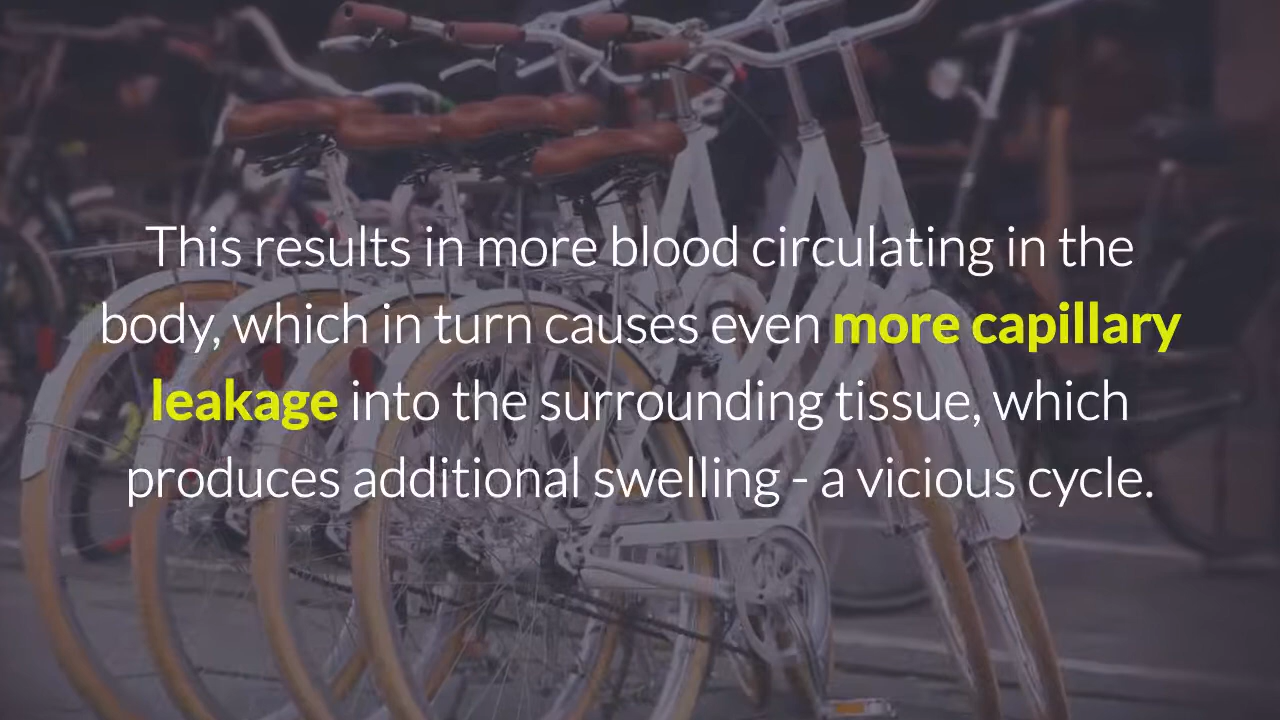 This results in more blood circulating in the
body, which in turn causes even more capillary
leakage into the surrounding tissue, which
produces additional swelling - a vicious cycle.